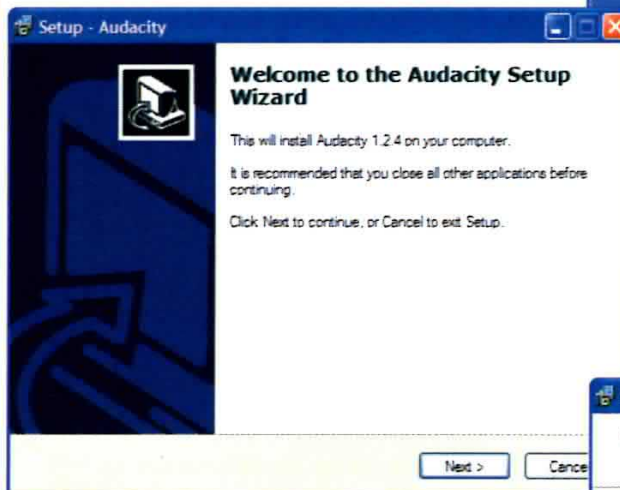 Setup - Audacity
Welcome to the Audacity Setup
Wizard
This will install Audacity 1.2.4 on your computer.
It is recommended that you close all other applications before
continuing.
Click Next to continue, or Cancel to exit Setup.
Next > Cance